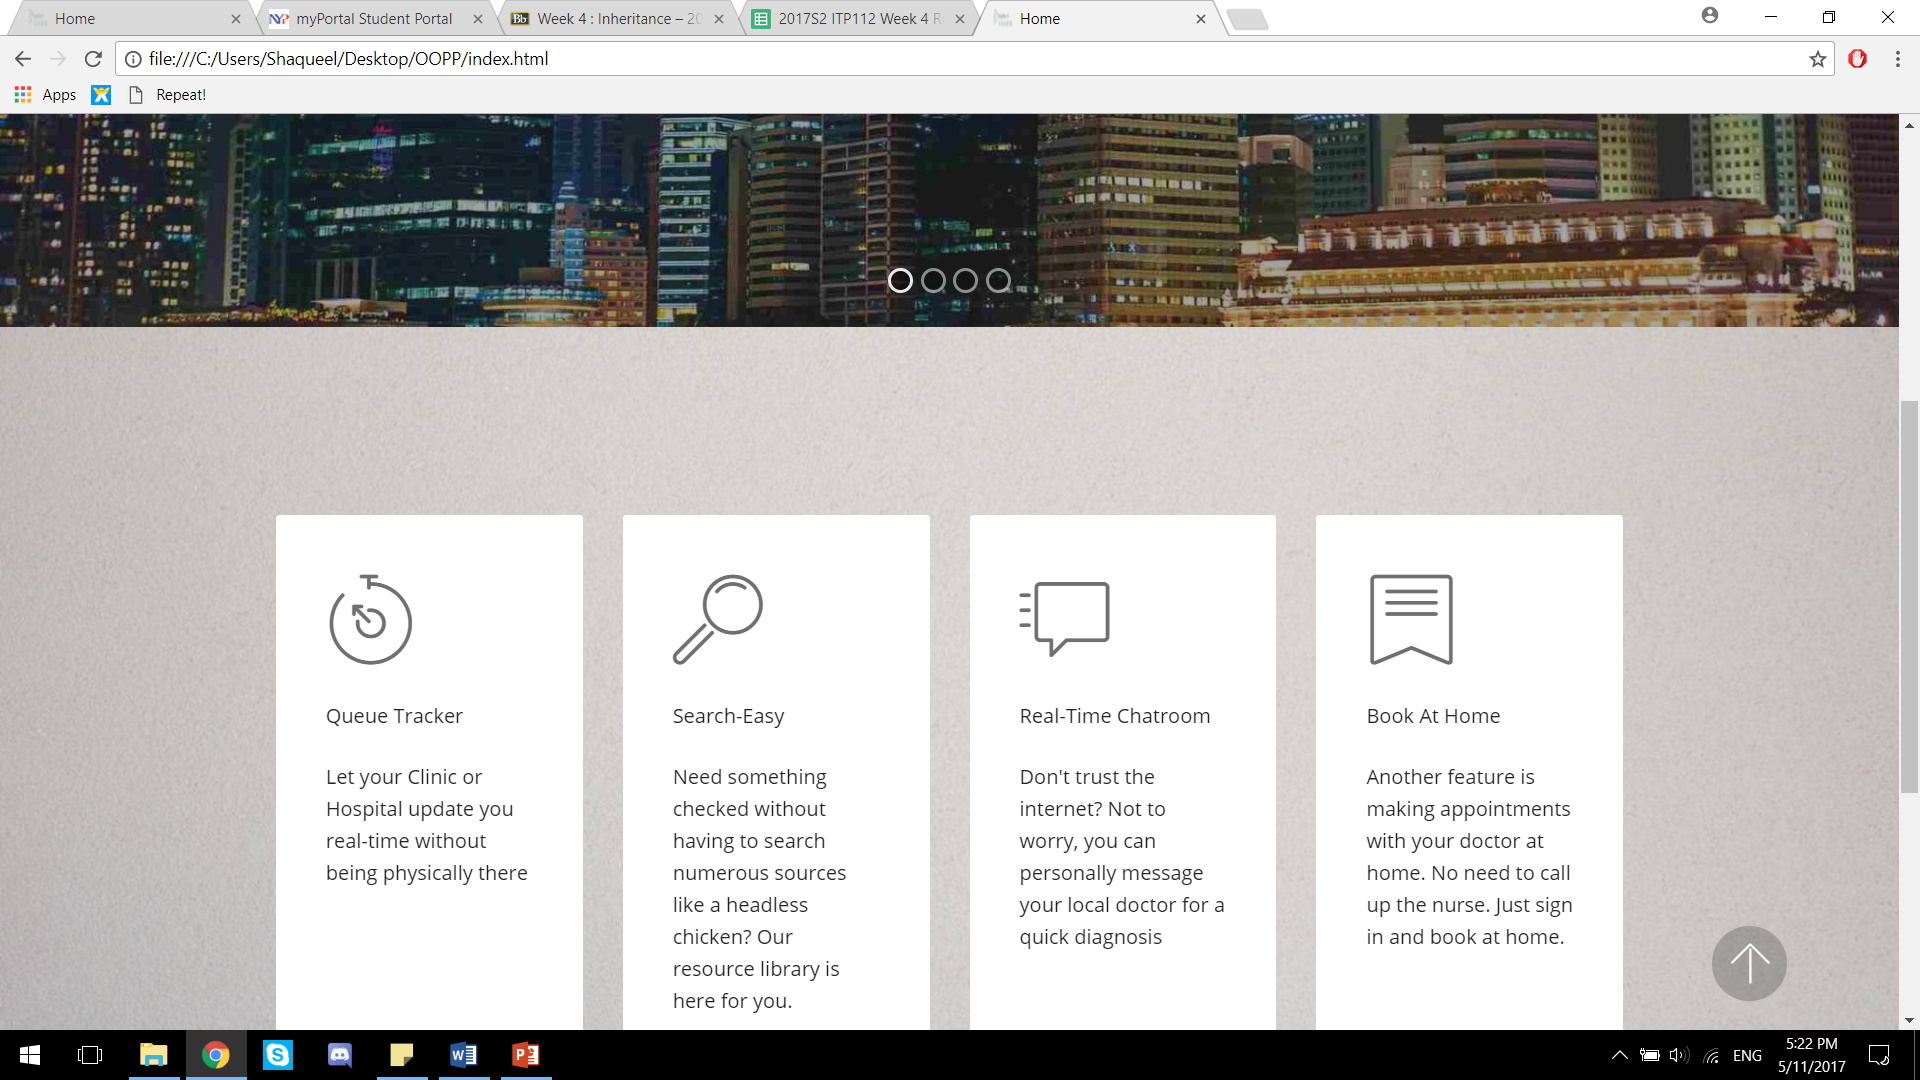 Home
myPortal Student Portal
Bb
Week 4 : Inheritance – 20
2017S2 ITP112 Week 4 R
Home
file:///C:/Users/Shaqueel/Desktop/OOPP/index.html
Apps
Repeat!
Queue Tracker
Let your Clinic or
Hospital update you
real-time without
being physically there
Search-Easy
Need something
checked without
having to search
numerous sources
like a headless
chicken? Our
resource library is
here for you.
Real-Time Chatroom
Don't trust the
internet? Not to
worry, you can
personally message
your local doctor for a
quick diagnosis
Book At Home
Another feature is
making appointments
with your doctor at
home. No need to call
up the nurse. Just sign
in and book at home.
ENG
5:22 PM
5/11/2017